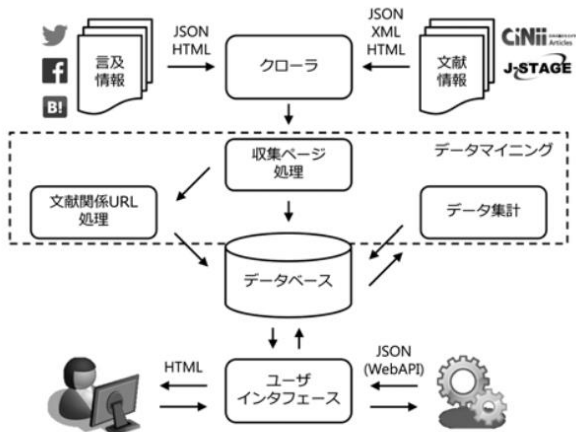 JSON
HTML
JSON
XML
HTML
CiNii
Articles
言及
情報
クローラ
文献
情報
J-STAGE
B!
データマイニング
収集ページ
処理
文献関係URL
処理
データ集計
データベース
HTML
ユーザ
インタフェース
JSON
(WebAPI)